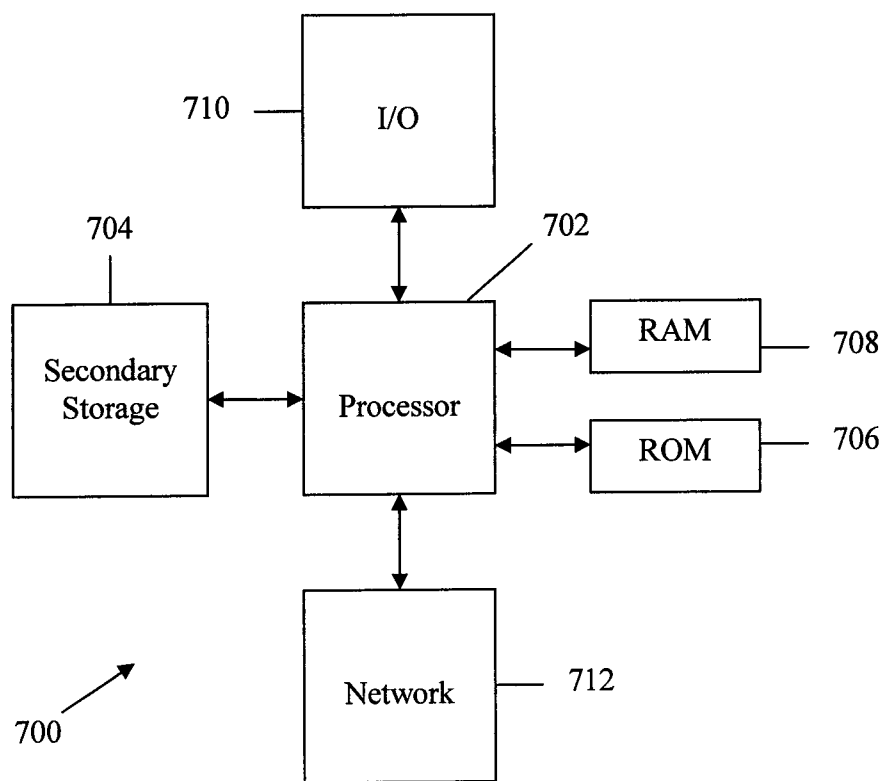 710
I/O
704
702
Secondary
Storage
Processor
RAM
708
ROM
706
Network
712
700